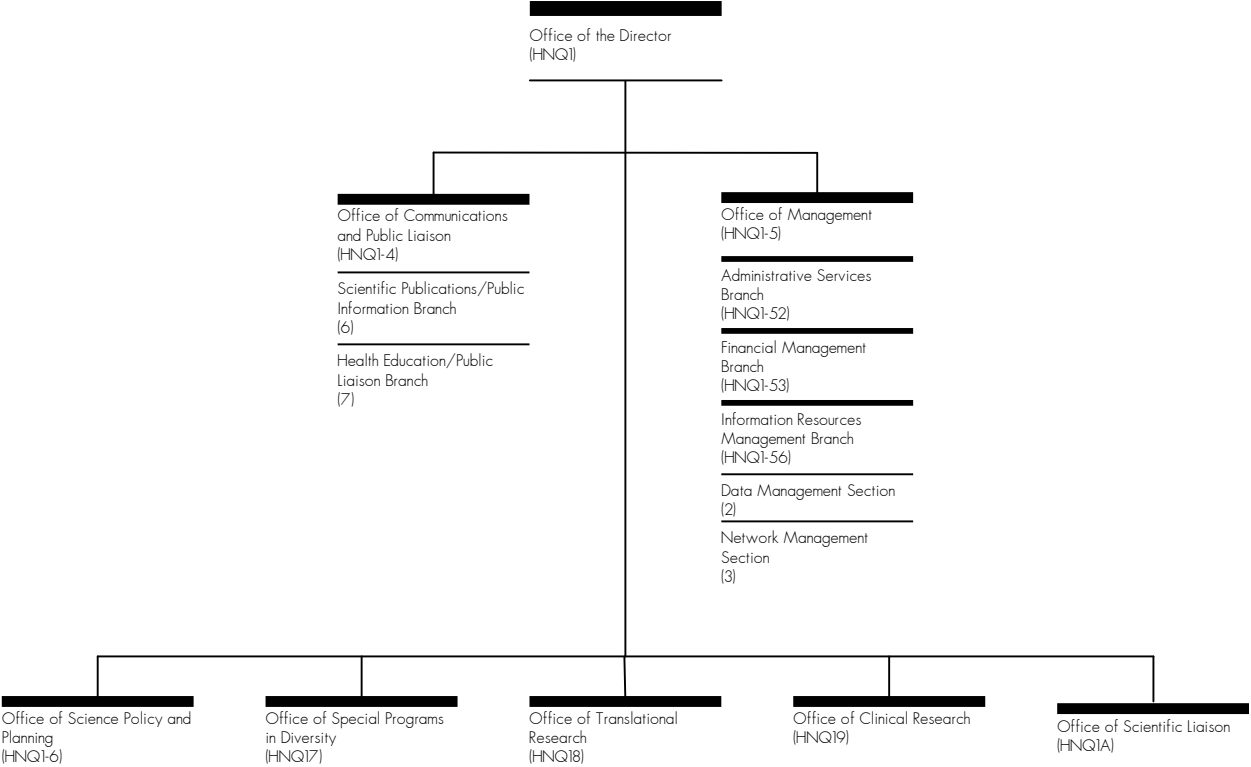 Office of the Director
(HNQ1)
Office of Communications
and Public Liaison
(HNQ1-4)
Scientific Publications/Public
Information Branch
(6)
Health Education/Public
Liaison Branch
(7)
Office of Management
(HNQ1-5)
Administrative Services
Branch
(HNQ1-52)
Financial Management
Branch
(HNQ1-53)
Information Resources
Management Branch
(HNQ1-56)
Data Management Section
(2)
Network Management
Section
(3)
Office of Science Policy and
Planning
(HNQ1-6)
Office of Special Programs
in Diversity
(HNQ17)
Office of Translational
Research
(HNQ18)
Office of Clinical Research
(HNQ19)
Office of Scientific Liaison
(HNQ1A)